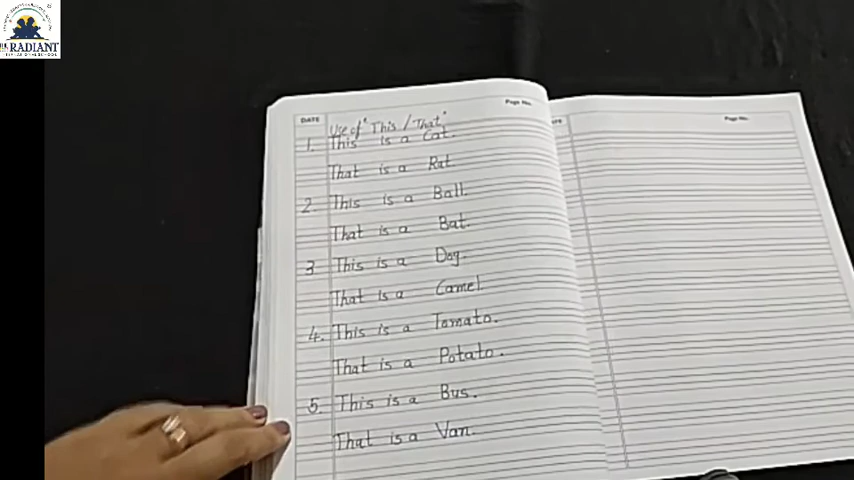 RADIANT
DATE
Page No.
Page No.
Use of "This / That"
1. This is a Cat.
That is a Rat.
2. This is a Ball.
That is a Bat.
3 This is a Dog.
That is a Camel.
4. This is a Tomato.
That is a Potato.
5. This is a Bus.
That is a Van.